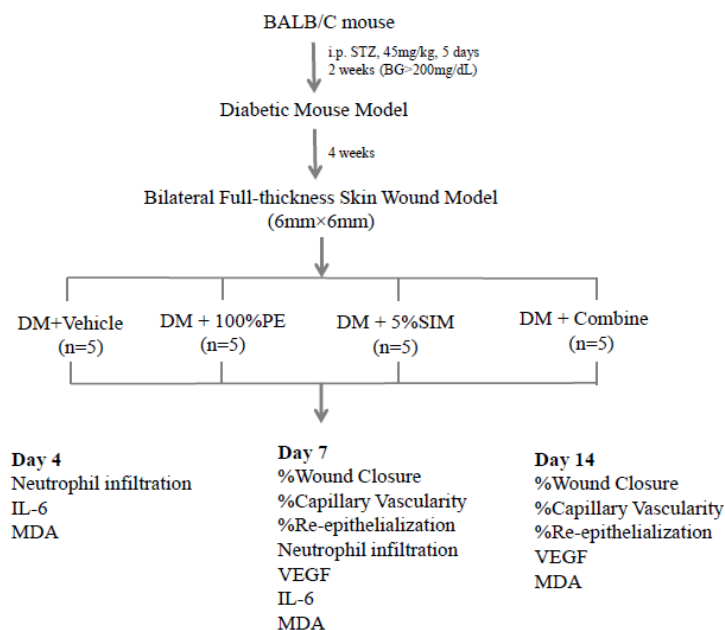 BALB/C mouse
i.p. STZ, 45mg/kg, 5 days
2 weeks (BG>200mg/dL)
Diabetic Mouse Model
4 weeks
Bilateral Full-thickness Skin Wound Model
(6mm×6mm)
DM+Vehicle
(n=5)
DM + 100%PE
(n=5)
DM + 5%SIM
(n=5)
DM + Combine
(n=5)
Day 4
Neutrophil infiltration
IL-6
MDA
Day 7
%Wound Closure
%Capillary Vascularity
%Re-epithelialization
Neutrophil infiltration
VEGF
IL-6
MDA
Day 14
%Wound Closure
%Capillary Vascularity
%Re-epithelialization
VEGF
MDA